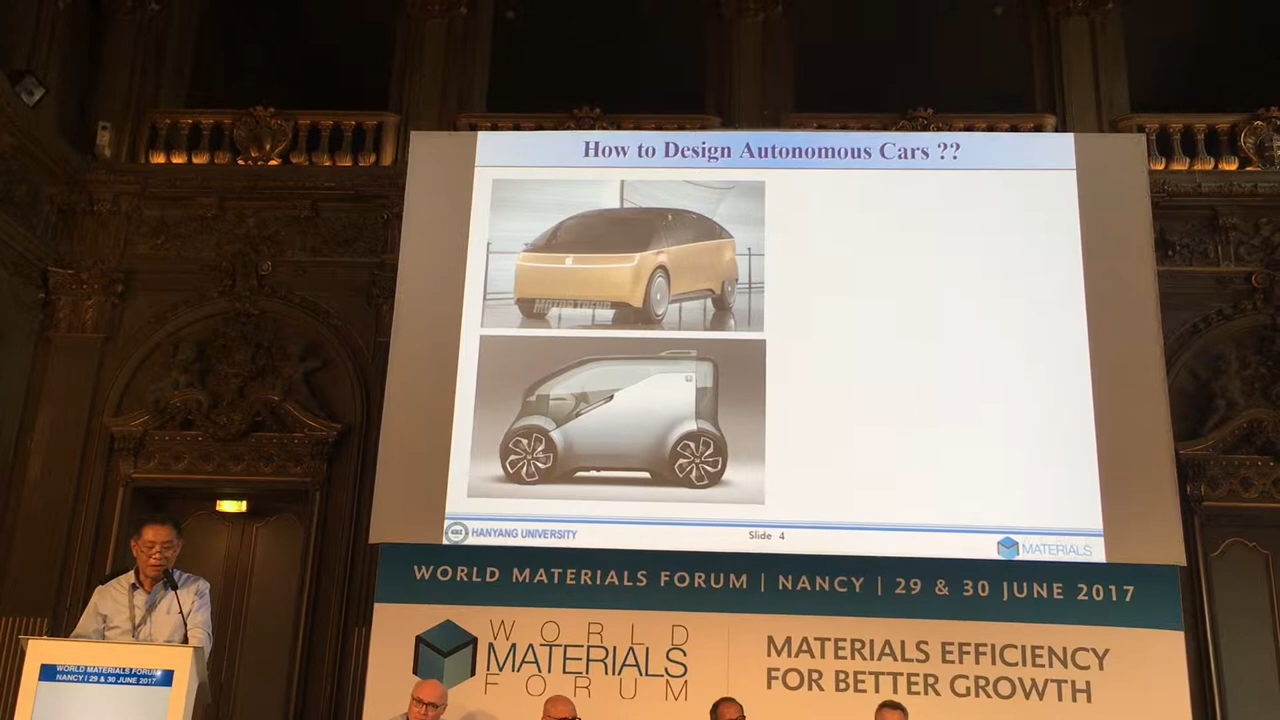 How to Design Autonomous Cars ??
MOTOR TREND
HANYANG UNIVERSITY
Slide 4
MATERIALS
WORLD MATERIALS FORUM | NANCY | 29 & 30 JUNE 2017
WORLD
MATERIALS
FORUM
MATERIALS EFFICIENCY
FOR BETTER GROWTH
WORLD MATERIALS FORUM
NANCY | 29 & 30 JUNE 2017